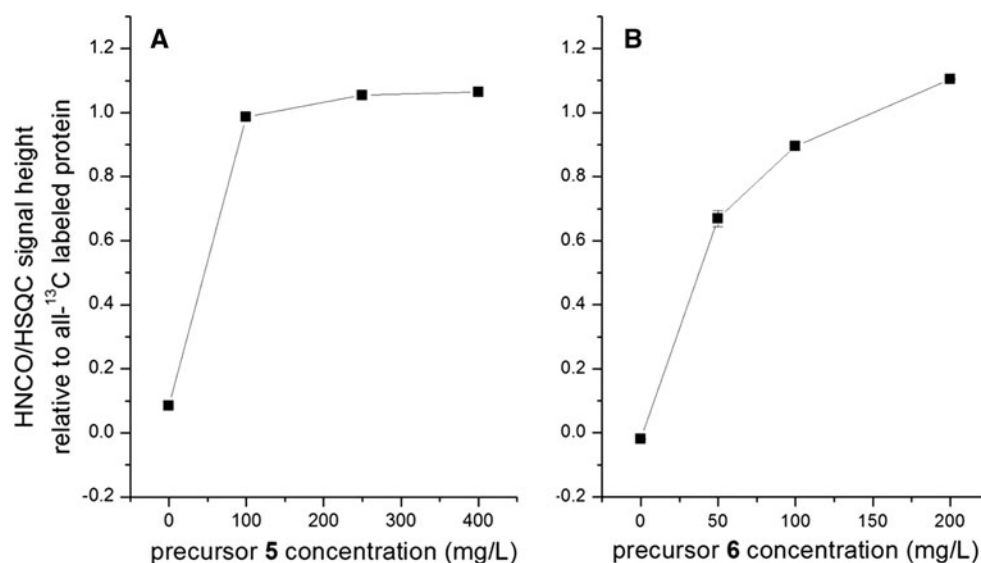 A
B
HNCO/HSQC signal height
relative to all-¹³C labeled protein
1.2
1.0
0.8
0.6
0.4
0.2
0.0
-0.2
0 100 200 300 400
precursor 5 concentration (mg/L)
1.2
1.0
0.8
0.6
0.4
0.2
0.0
-0.2
0 50 100 150 200
precursor 6 concentration (mg/L)